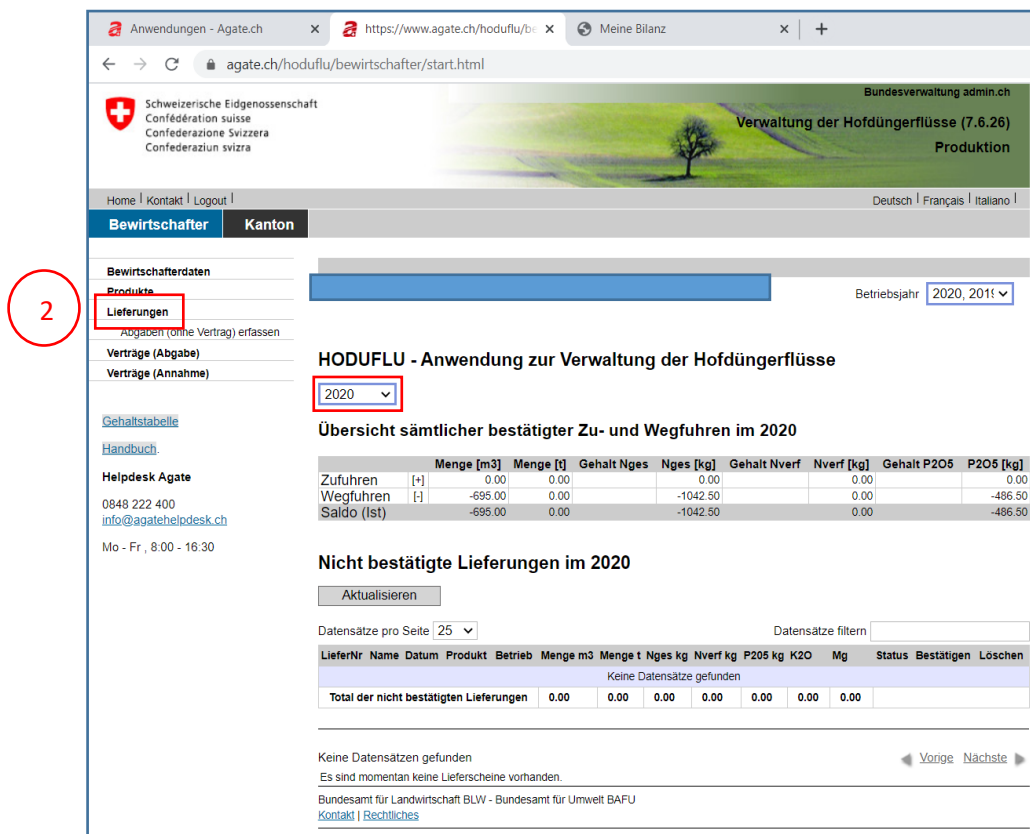 Anwendungen - Agate.ch
https://www.agate.ch/hoduflu/be
Meine Bilanz
agate.ch/hoduflu/bewirtschafter/start.html
Schweizerische Eidgenossenschaft
Confédération suisse
Confederazione Svizzera
Confederaziun svizra
Bundesverwaltung admin.ch
Verwaltung der Hofdüngerflüsse (7.6.26)
Produktion
Home | Kontakt | Logout |
Deutsch | Français | Italiano |
Bewirtschafter Kanton
Bewirtschafterdaten
Produkte
Lieferungen
Abgaben (ohne Vertrag) erfassen
Verträge (Abgabe)
Verträge (Annahme)
2
Gehaltstabelle
Handbuch.
Helpdesk Agate
0848 222 400
info@agatehelpdesk.ch
Mo - Fr , 8:00 - 16:30
Betriebsjahr 2020, 2019
HODUFLU - Anwendung zur Verwaltung der Hofdüngerflüsse
2020
Übersicht sämtlicher bestätigter Zu- und Wegfuhren im 2020
Menge [m3] Menge [t] Gehalt Nges Nges [kg] Gehalt Nverf Nverf [kg] Gehalt P2O5 P2O5 [kg]
Zufuhren [+] 0.00 0.00 0.00 0.00 0.00
Wegfuhren [-] -695.00 0.00 -1042.50 0.00 -486.50
Saldo (Ist) -695.00 0.00 -1042.50 0.00 -486.50
Nicht bestätigte Lieferungen im 2020
Aktualisieren
Datensätze pro Seite 25
Datensätze filtern
LieferNr Name Datum Produkt Betrieb Menge m3 Menge t Nges kg Nverf kg P205 kg K2O Mg Status Bestätigen Löschen
Keine Datensätze gefunden
Total der nicht bestätigten Lieferungen 0.00 0.00 0.00 0.00 0.00 0.00 0.00
Keine Datensätzen gefunden
Vorige Nächste
Es sind momentan keine Lieferscheine vorhanden.
Bundesamt für Landwirtschaft BLW - Bundesamt für Umwelt BAFU
Kontakt | Rechtliches